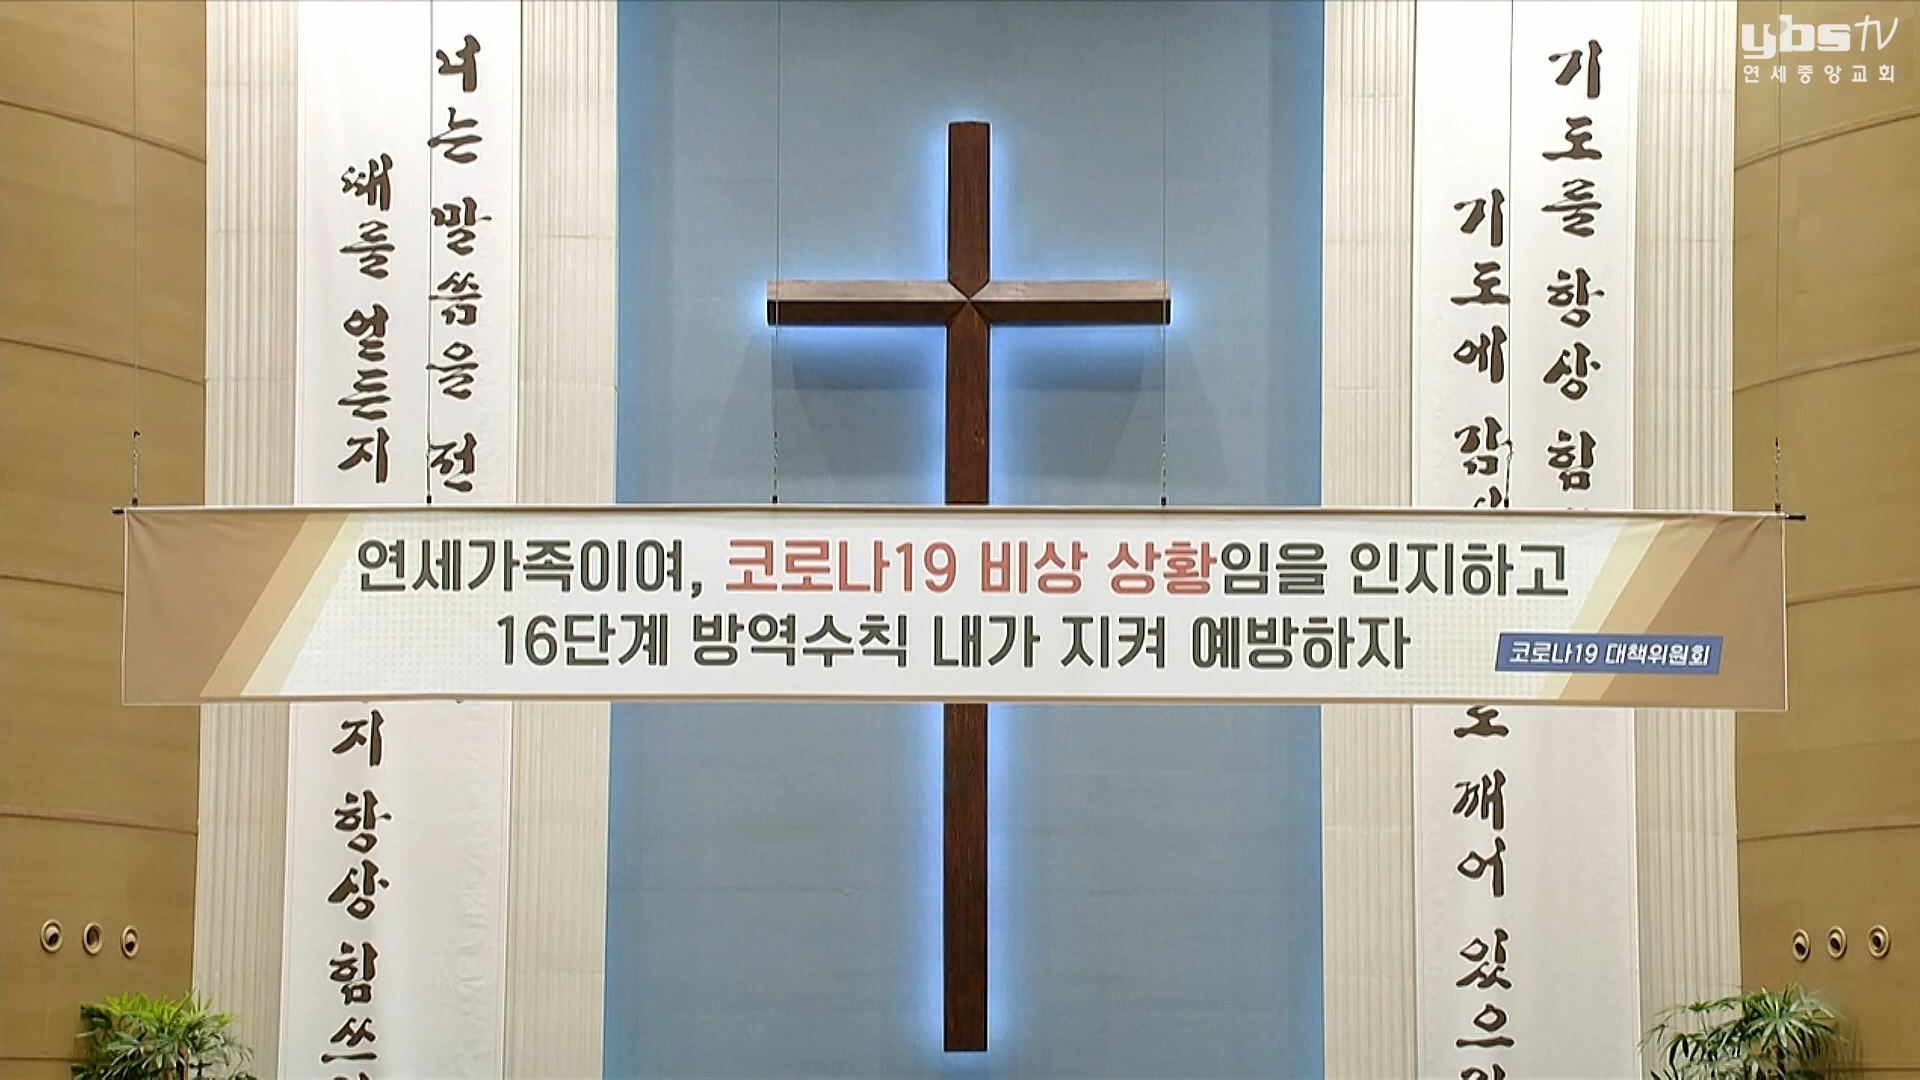 ybstv
연세중앙교회
너는 말씀을 전
때를 얻든지
지 항상 힘쓰
기도를 항상 힘
기도에 감
도 깨어 있으
연세가족이여, 코로나19 비상 상황임을 인지하고
16단계 방역수칙 내가 지켜 예방하자
코로나19 대책위원회